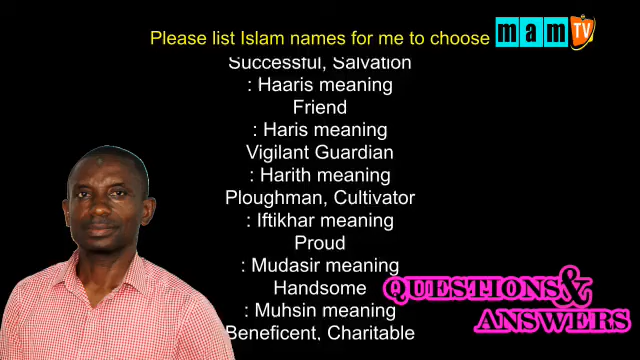 Please list Islam names for me to choose
mam TV
Successful, Salvation
: Haaris meaning
Friend
: Haris meaning
Vigilant Guardian
: Harith meaning
Ploughman, Cultivator
: Iftikhar meaning
Proud
: Mudasir meaning
Handsome
: Muhsin meaning
Beneficent, Charitable
QUESTIONS&
ANSWERS